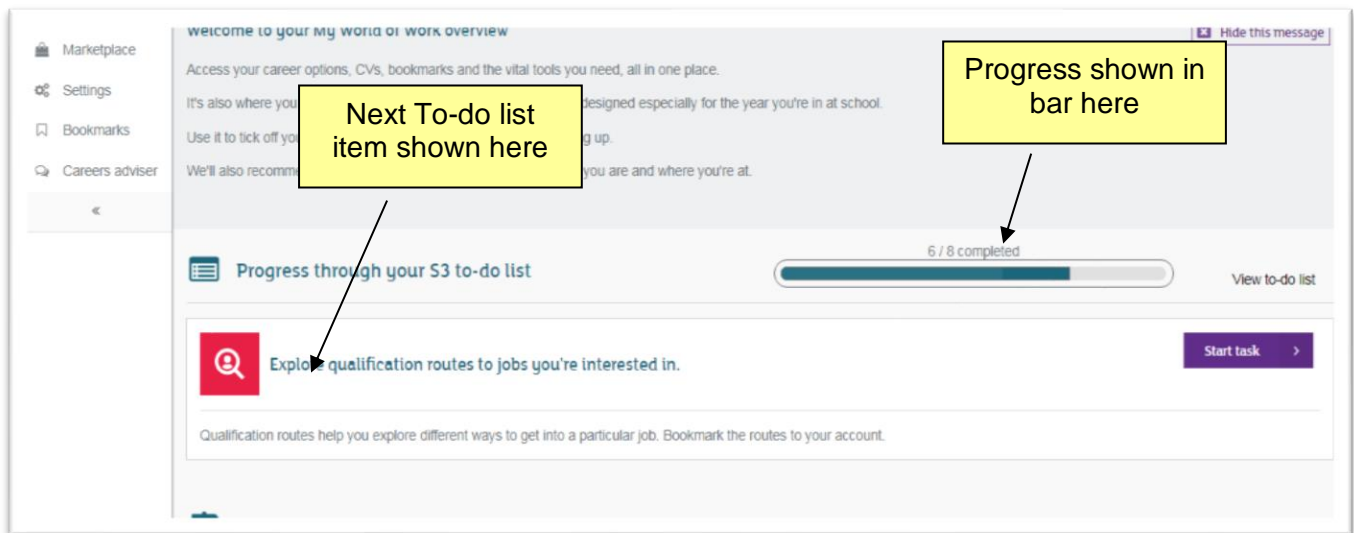 Marketplace
Settings
Bookmarks
Careers adviser
«
Welcome to your My World of Work overview
Hide this message
Access your career options, CVs, bookmarks and the vital tools you need, all in one place.
It's also where you designed especially for the year you're in at school.
Use it to tick off you g up.
We'll also recomme you are and where you're at.
Next To-do list
item shown here
Progress shown in
bar here
Progress through your S3 to-do list
6 / 8 completed
View to-do list
Explore qualification routes to jobs you're interested in.
Start task >
Qualification routes help you explore different ways to get into a particular job. Bookmark the routes to your account.